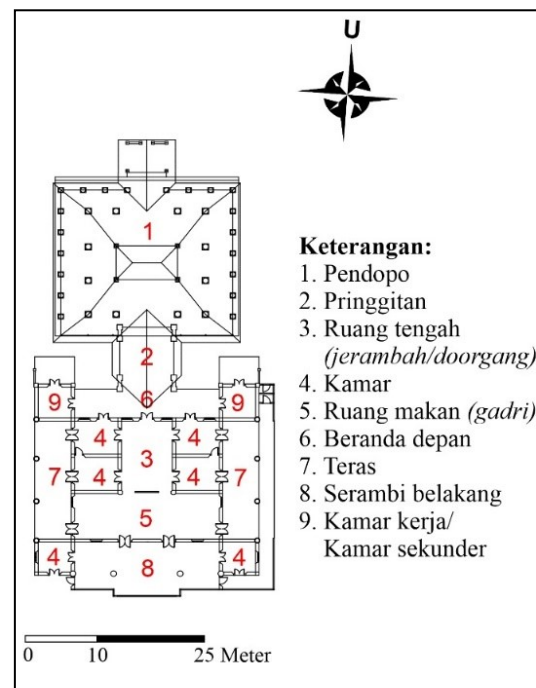 U
1
2
6
9 9
4 4
3
7 7
4 4
5
4 4
8
Keterangan:
1. Pendopo
2. Pringgitan
3. Ruang tengah
(jerambah/doorgang)
4. Kamar
5. Ruang makan (gadri)
6. Beranda depan
7. Teras
8. Serambi belakang
9. Kamar kerja/
Kamar sekunder
0 10 25 Meter